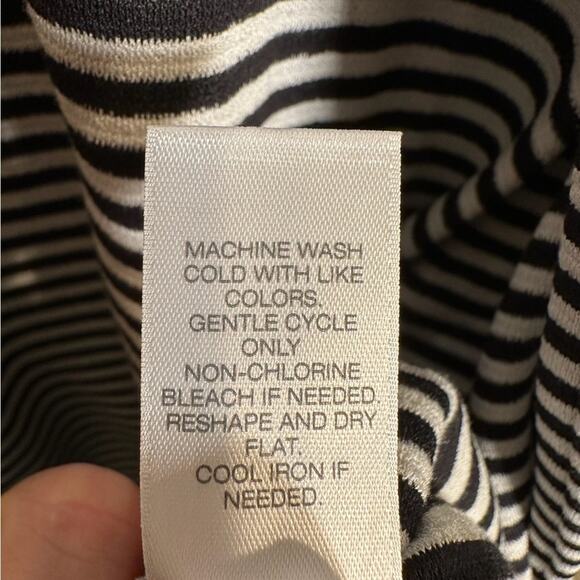 MACHINE WASH
COLD WITH LIKE
COLORS.
GENTLE CYCLE
ONLY
NON-CHLORINE
BLEACH IF NEEDED.
RESHAPE AND DRY
FLAT.
COOL IRON IF
NEEDED.